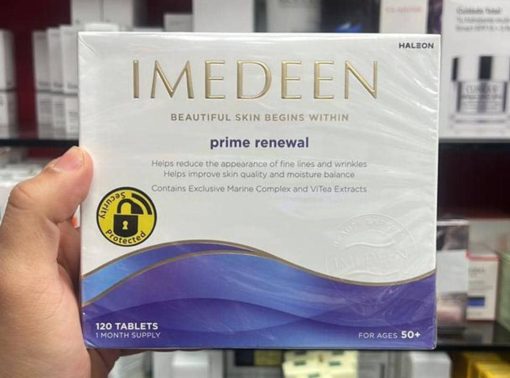 HALEON
IMEDEEN
BEAUTIFUL SKIN BEGINS WITHIN
prime renewal
Helps reduce the appearance of fine lines and wrinkles
Helps improve skin quality and moisture balance
Contains Exclusive Marine Complex and ViTea Extracts
Security
Protected
120 TABLETS
1 MONTH SUPPLY
FOR AGES 50+